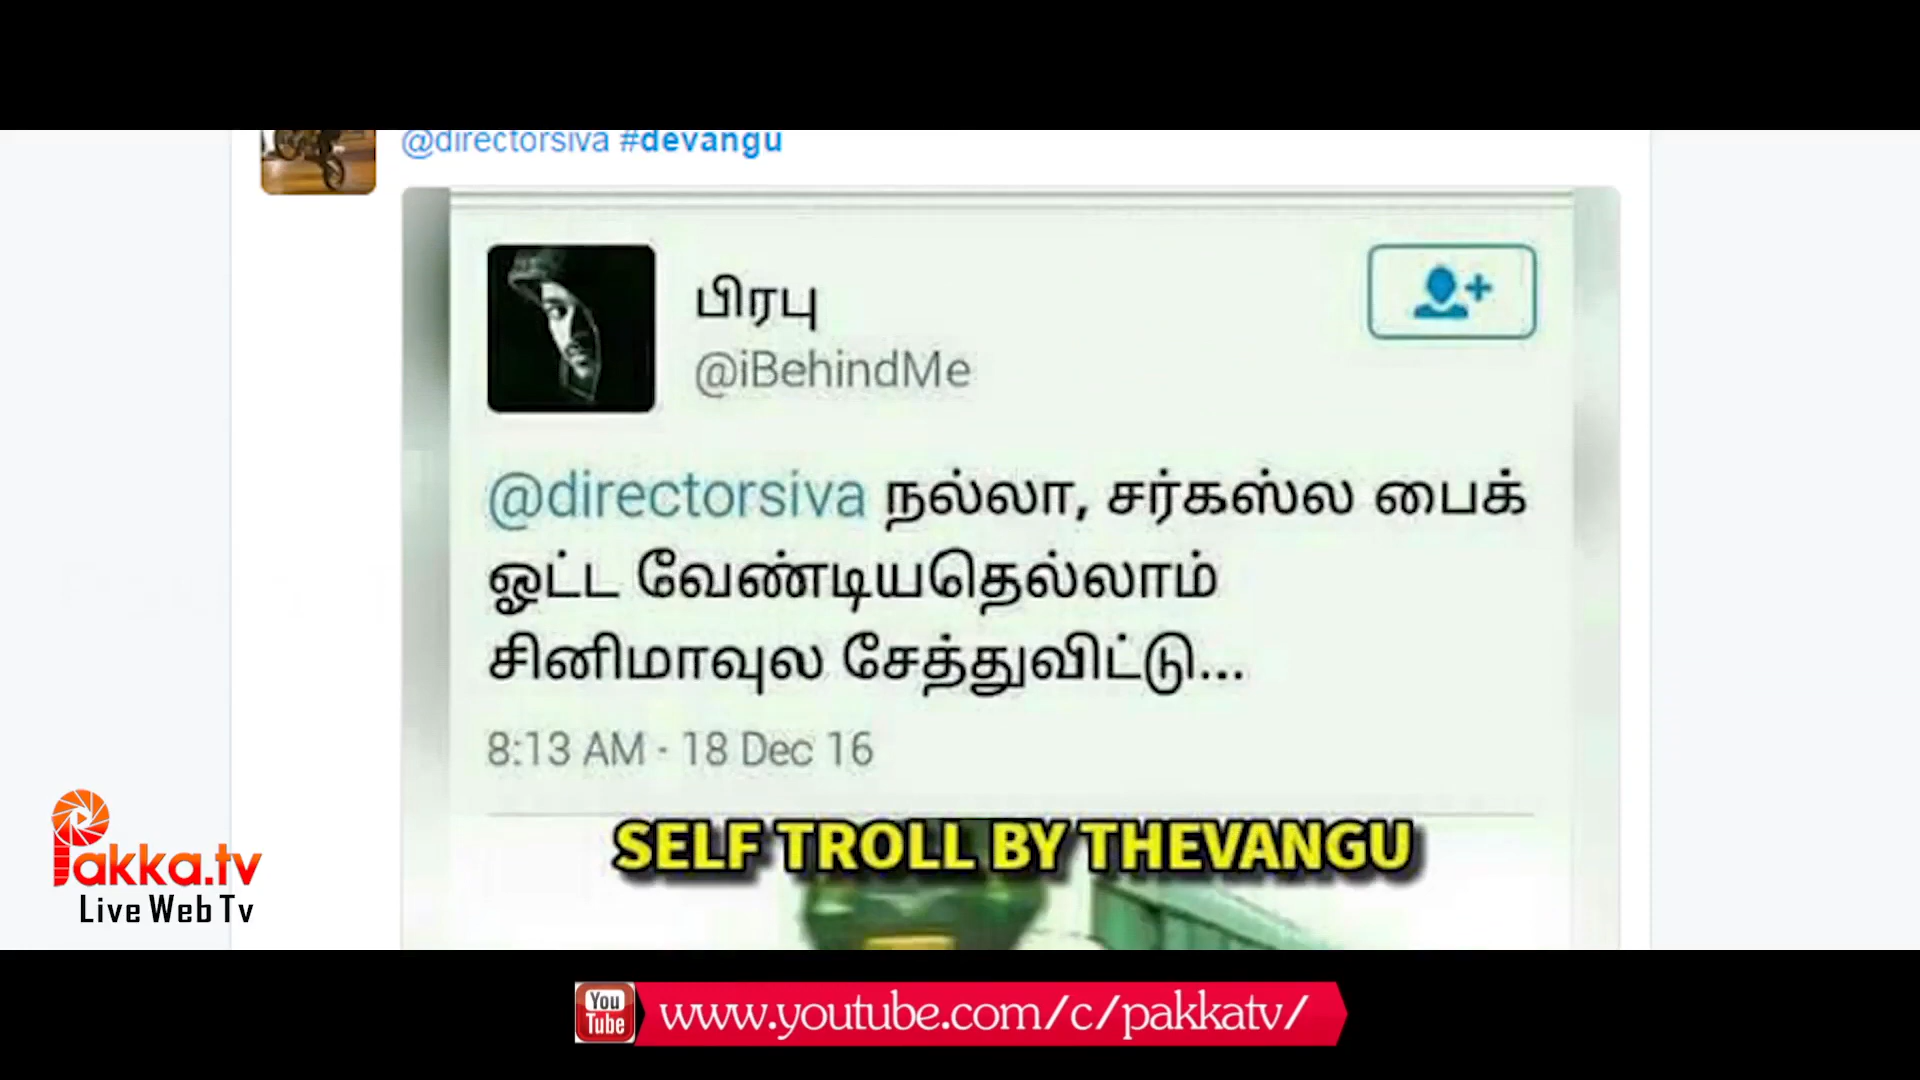 @directorsiva #devangu
பிரபு
@iBehindMe
@directorsiva நல்லா, சர்கஸ்ல பைக்
ஓட்ட வேண்டியதெல்லாம்
சினிமாவுல சேத்துவிட்டு...
8:13 AM - 18 Dec 16
SELF TROLL BY THEVANGU
Pakka.tv
Live Web Tv
You
Tube
www.youtube.com/c/pakkatv/